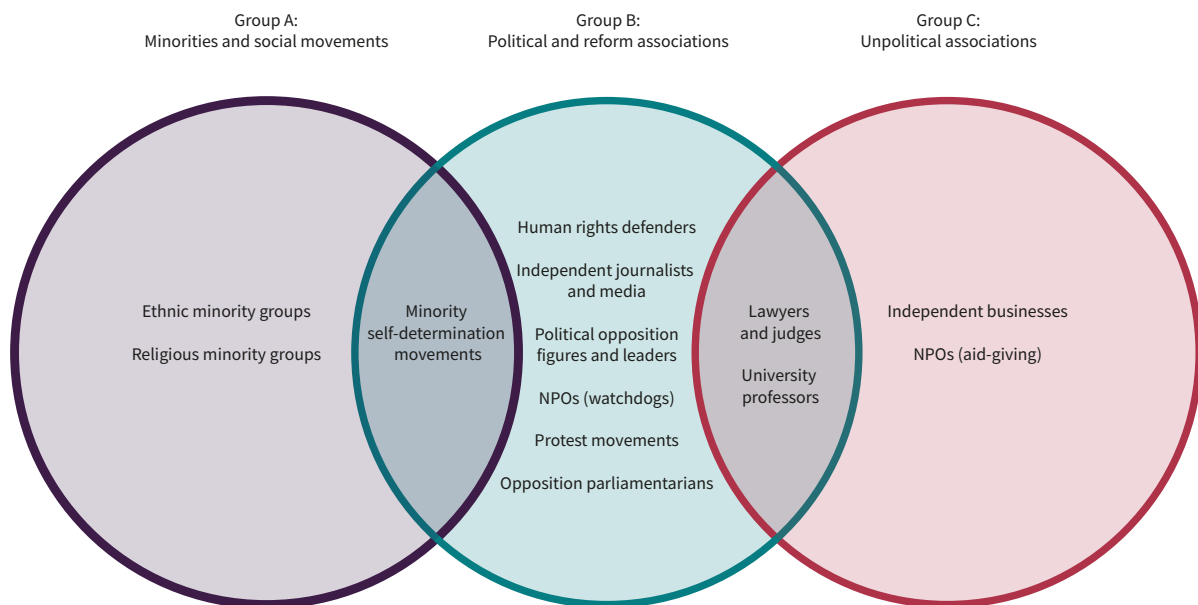 Group A:
Minorities and social movements
Group B:
Political and reform associations
Group C:
Unpolitical associations
Ethnic minority groups
Religious minority groups
Minority
self-determination
movements
Human rights defenders
Independent journalists
and media
Political opposition
figures and leaders
NPOs (watchdogs)
Protest movements
Opposition parliamentarians
Lawyers
and judges
University
professors
Independent businesses
NPOs (aid-giving)